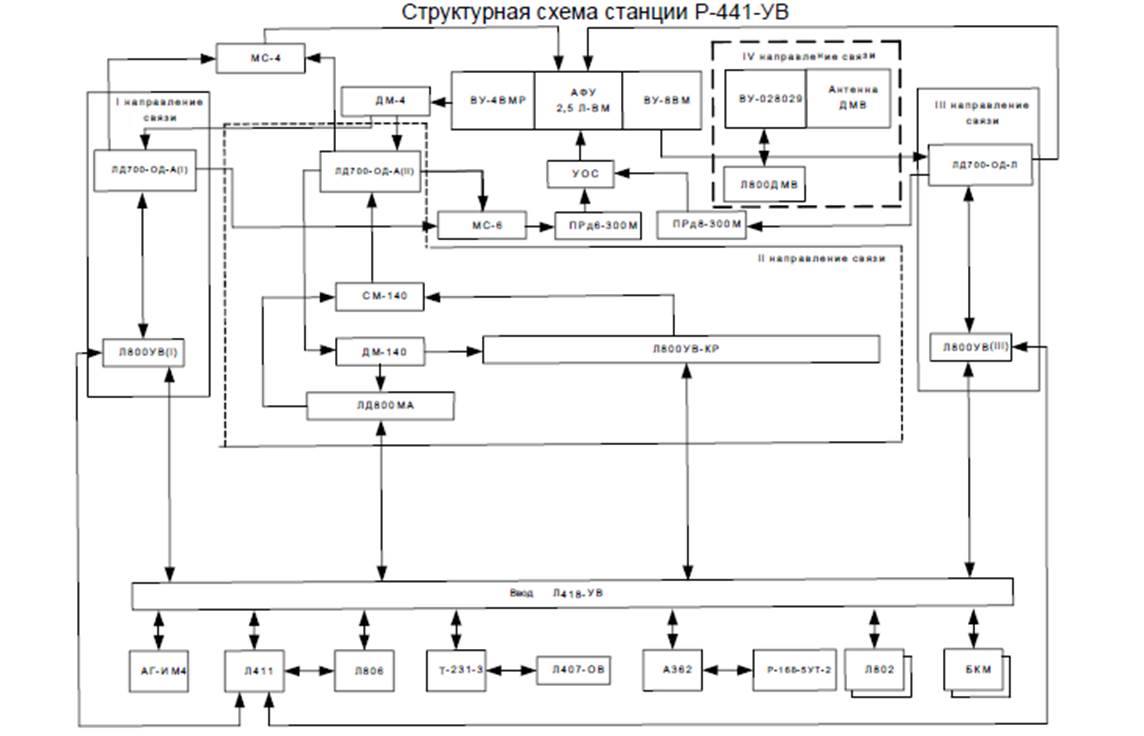 Структурная схема станции Р-441-УВ
МС-4
IV направление связи
ДМ-4
ВУ-4ВМР
АФУ
2,5 Л-ВМ
ВУ-8ВМ
ВУ-028029
Антенна
ДМВ
I направление
связи
III направление
связи
ЛД700-ОД-А(I)
ЛД700-ОД-А(II)
УОС
Л800ДМВ
ЛД700-ОД-Л
МС-6
ПРд6-300М
ПРд8-300М
II направление связи
СМ-140
Л800УВ(I)
ДМ-140
Л800УВ-КР
Л800УВ(III)
ЛД800МА
Ввод Л418-УВ
АГ-ИМ4
Л411
Л806
Т-231-3
Л407-ОВ
А362
Р-168-5УТ-2
Л802
БКМ